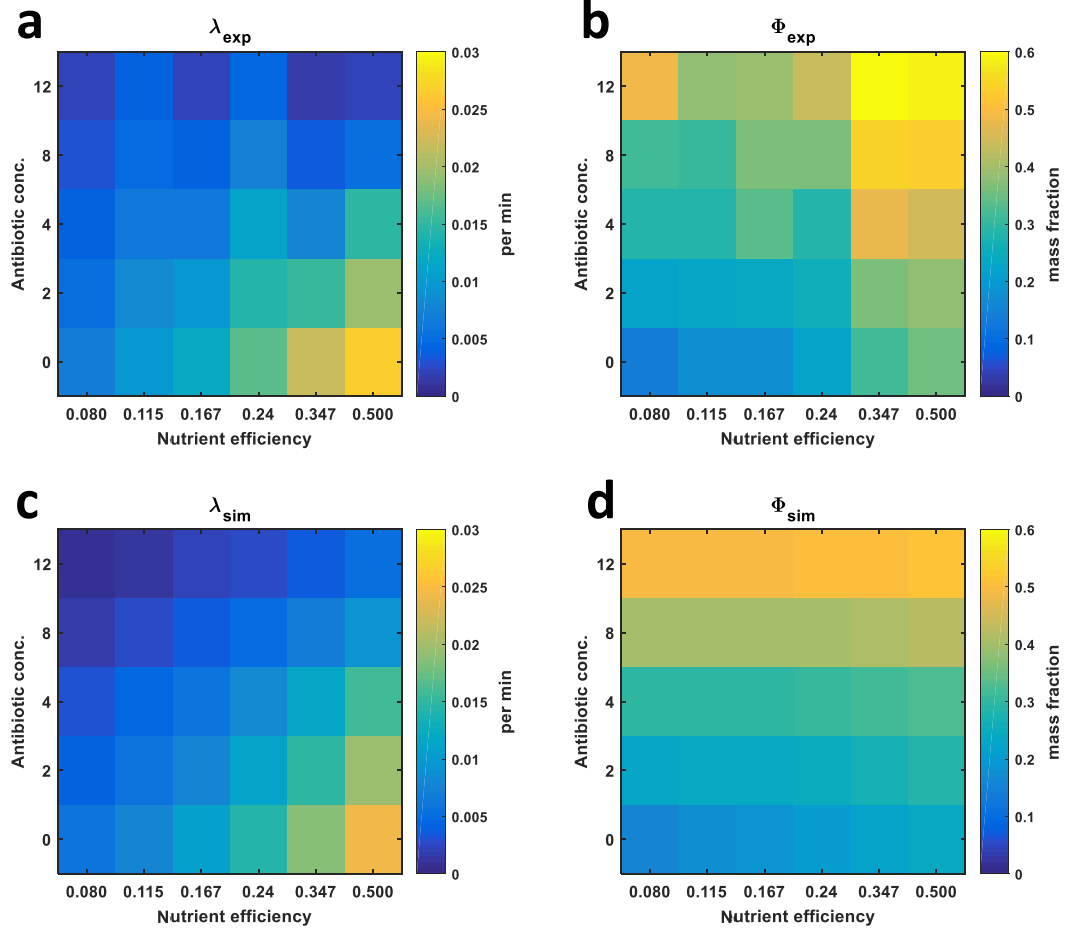 a
λexp
Antibiotic conc.
12
8
4
2
0
0.080 0.115 0.167 0.24 0.347 0.500
Nutrient efficiency
0.03
0.025
0.02
0.015
0.01
0.005
0
per min
b
Φexp
Antibiotic conc.
12
8
4
2
0
0.080 0.115 0.167 0.24 0.347 0.500
Nutrient efficiency
0.6
0.5
0.4
0.3
0.2
0.1
0
mass fraction
c
λsim
Antibiotic conc.
12
8
4
2
0
0.080 0.115 0.167 0.24 0.347 0.500
Nutrient efficiency
0.03
0.025
0.02
0.015
0.01
0.005
0
per min
d
Φsim
Antibiotic conc.
12
8
4
2
0
0.080 0.115 0.167 0.24 0.347 0.500
Nutrient efficiency
0.6
0.5
0.4
0.3
0.2
0.1
0
mass fraction